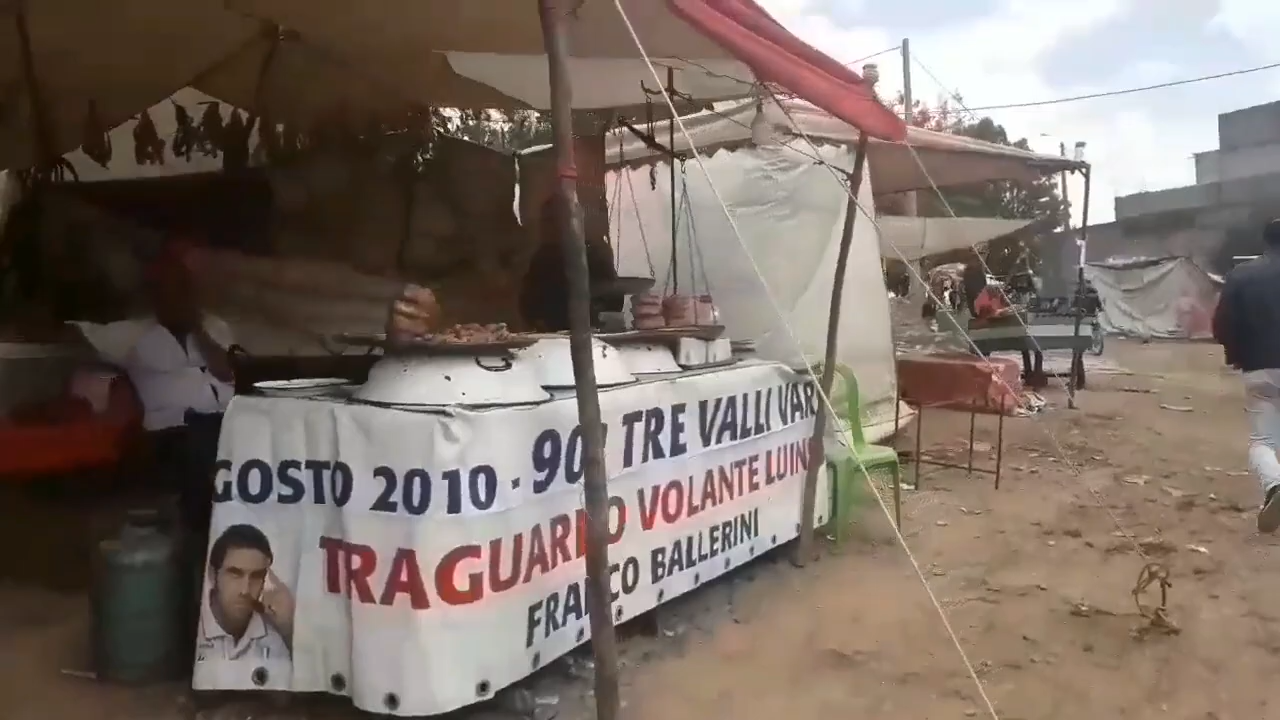 GOSTO 2010 - 90 TRE VALLI VAR
TRAGUARDO VOLANTE LUIN
FRANCO BALLERINI